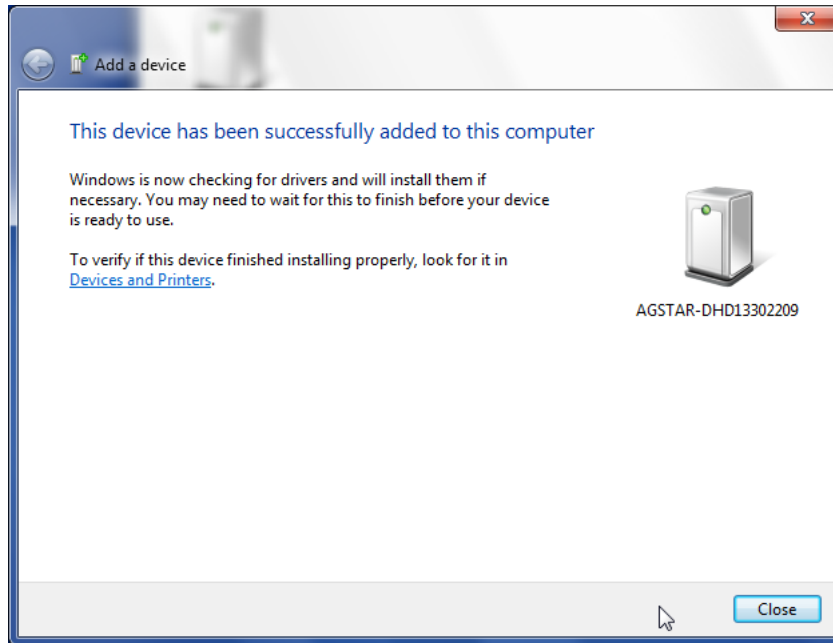 Add a device
This device has been successfully added to this computer
Windows is now checking for drivers and will install them if
necessary. You may need to wait for this to finish before your device
is ready to use.
To verify if this device finished installing properly, look for it in
Devices and Printers.
AGSTAR-DHD13302209
Close